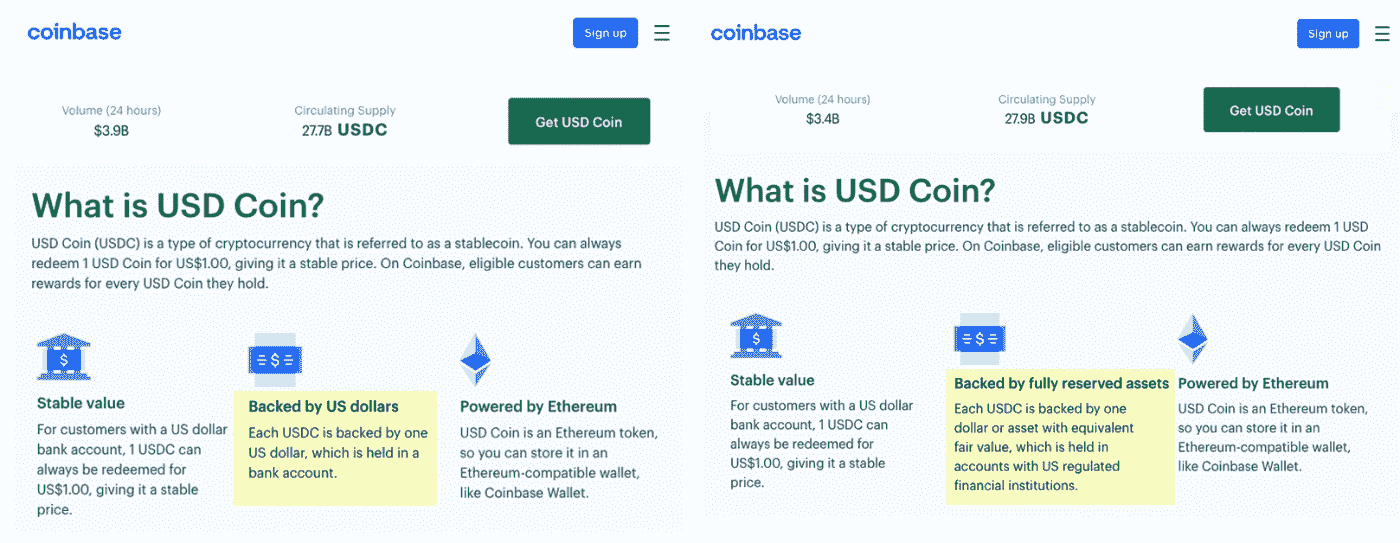 coinbase
Sign up
Volume (24 hours)
$3.9B
Circulating Supply
27.7B USDC
Get USD Coin
What is USD Coin?
USD Coin (USDC) is a type of cryptocurrency that is referred to as a stablecoin. You can always
redeem 1 USD Coin for US$1.00, giving it a stable price. On Coinbase, eligible customers can earn
rewards for every USD Coin they hold.
$
Stable value
For customers with a US dollar
bank account, 1 USDC can
always be redeemed for
US$1.00, giving it a stable
price.
$
Backed by US dollars
Each USDC is backed by one
US dollar, which is held in a
bank account.
Powered by Ethereum
USD Coin is an Ethereum token,
so you can store it in an
Ethereum-compatible wallet,
like Coinbase Wallet.
coinbase
Sign up
Volume (24 hours)
$3.4B
Circulating Supply
27.9B USDC
Get USD Coin
What is USD Coin?
USD Coin (USDC) is a type of cryptocurrency that is referred to as a stablecoin. You can always redeem 1 USD
Coin for US$1.00, giving it a stable price. On Coinbase, eligible customers can earn rewards for every USD Coin
they hold.
$
Stable value
For customers with a US dollar
bank account, 1 USDC can
always be redeemed for
US$1.00, giving it a stable
price.
$
Backed by fully reserved assets
Each USDC is backed by one
dollar or asset with equivalent
fair value, which is held in
accounts with US regulated
financial institutions.
Powered by Ethereum
USD Coin is an Ethereum token,
so you can store it in an
Ethereum-compatible wallet,
like Coinbase Wallet.